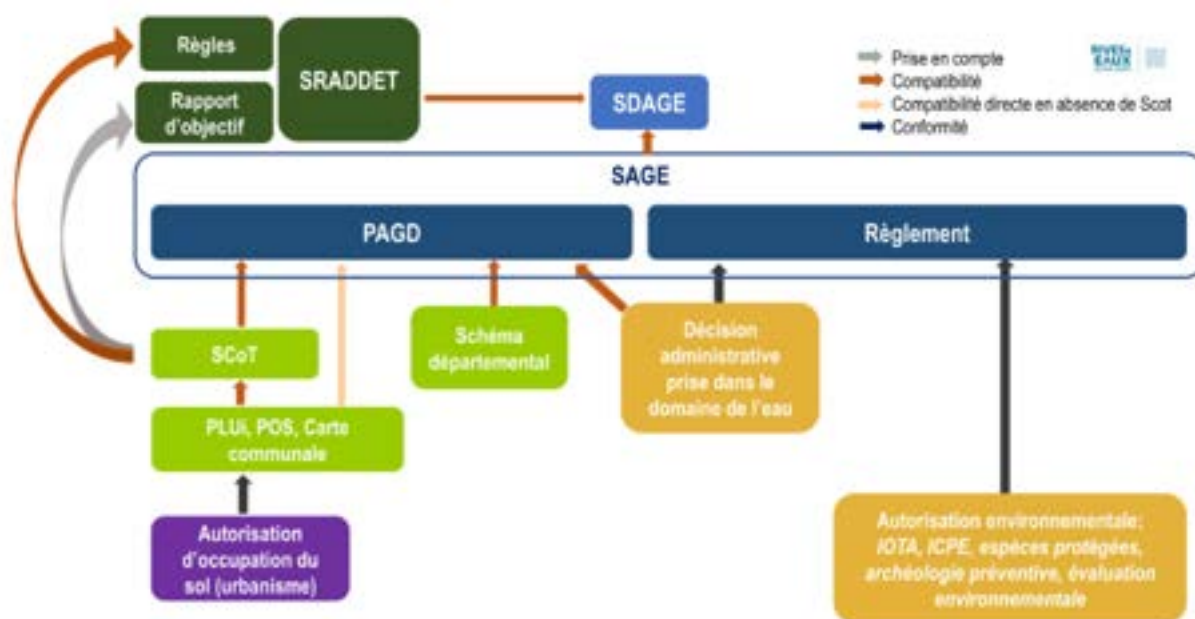 Règles
SRADDET
Rapport
d'objectif
SDAGE
Prise en compte
Compatibilité
Compatibilité directe en absence de Scot
Conformité
RIVES&
EAUX
SAGE
PAGD
Règlement
SCoT
Schéma
départemental
Décision
administrative
prise dans le
domaine de l'eau
PLUi, POS, Carte
communale
Autorisation
d'occupation du
sol (urbanisme)
Autorisation environnementale:
IOTA, ICPE, espèces protégées,
archéologie préventive, évaluation
environnementale